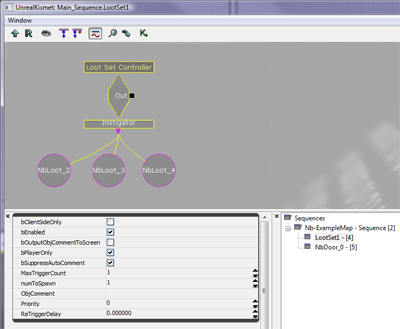 UnrealKismet: Main_Sequence.LootSet1
Window
Loot Set Controller
Out
Instigator
NbLoot_2 NbLoot_3 NbLoot_4
bClientSideOnly
bEnabled
bOutputObjCommentToScreen
bPlayerOnly
bSuppressAutoComment
MaxTriggerCount 1
numToSpawn 1
ObjComment
Priority 0
ReTriggerDelay 0.000000
Sequences
Nb-ExampleMap - Sequence [2]
LootSet1 - [4]
NbDoor_0 - [5]